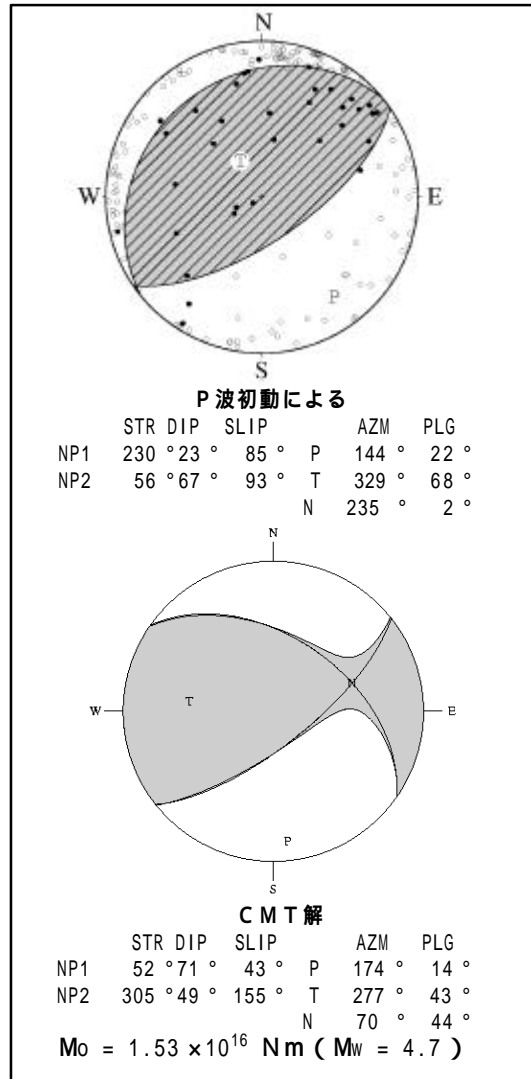 N
T
W
E
P
S
P波初動による
STR DIP SLIP AZM PLG
NP1 230 °23 ° 85 ° P 144 ° 22 °
NP2 56 °67 ° 93 ° T 329 ° 68 °
N 235 ° 2 °
N
N
T
W
E
P
S
CMT解
STR DIP SLIP AZM PLG
NP1 52 °71 ° 43 ° P 174 ° 14 °
NP2 305 °49 ° 155 ° T 277 ° 43 °
N 70 ° 44 °
Mo = 1.53 ×10¹⁶ Nm ( Mw = 4.7 )